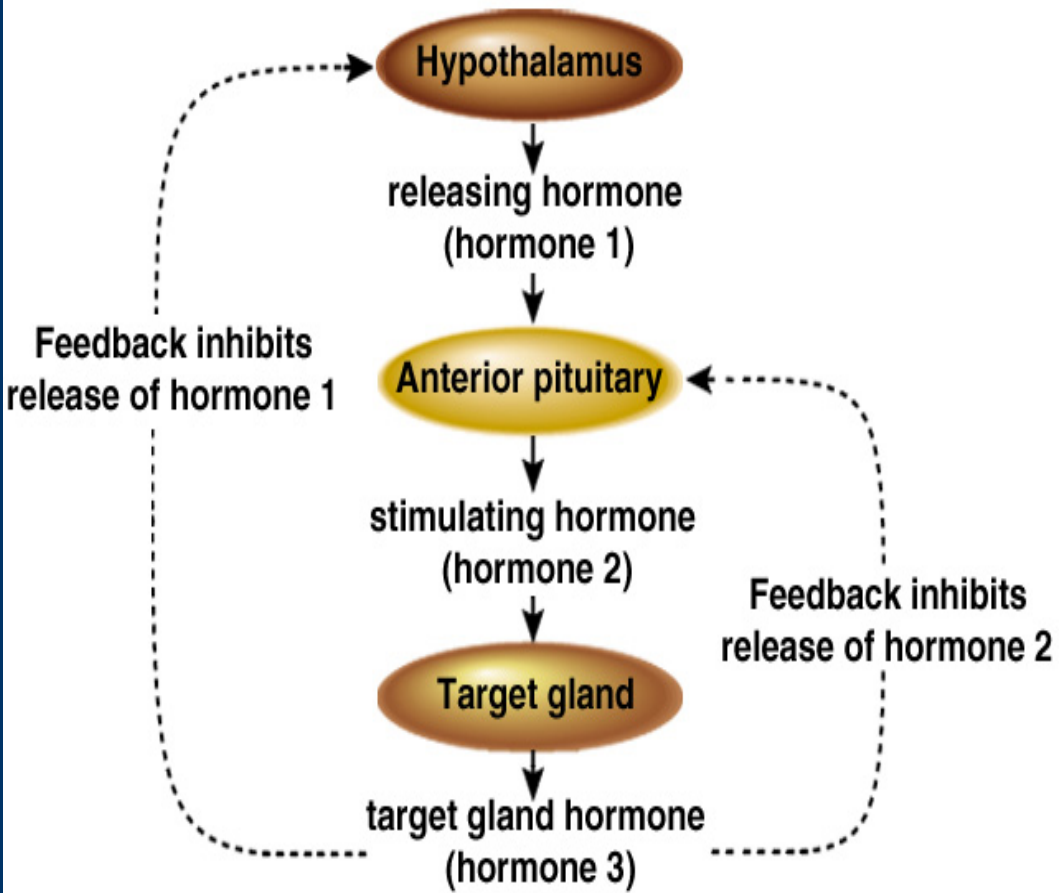 Hypothalamus
releasing hormone
(hormone 1)
Feedback inhibits
release of hormone 1
Anterior pituitary
stimulating hormone
(hormone 2)
Feedback inhibits
release of hormone 2
Target gland
target gland hormone
(hormone 3)